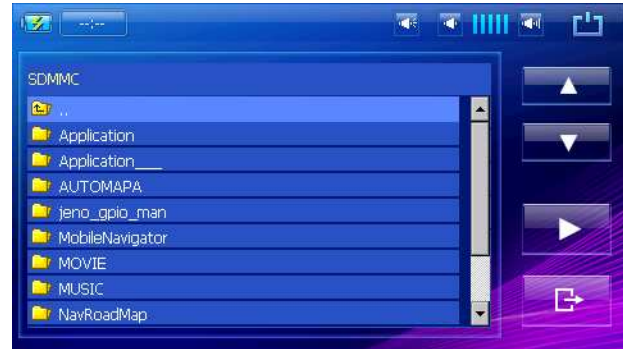 --:--
SDMMC
..
Application
Application___
AUTOMAPA
jeno_gpio_man
MobileNavigator
MOVIE
MUSIC
NavRoadMap